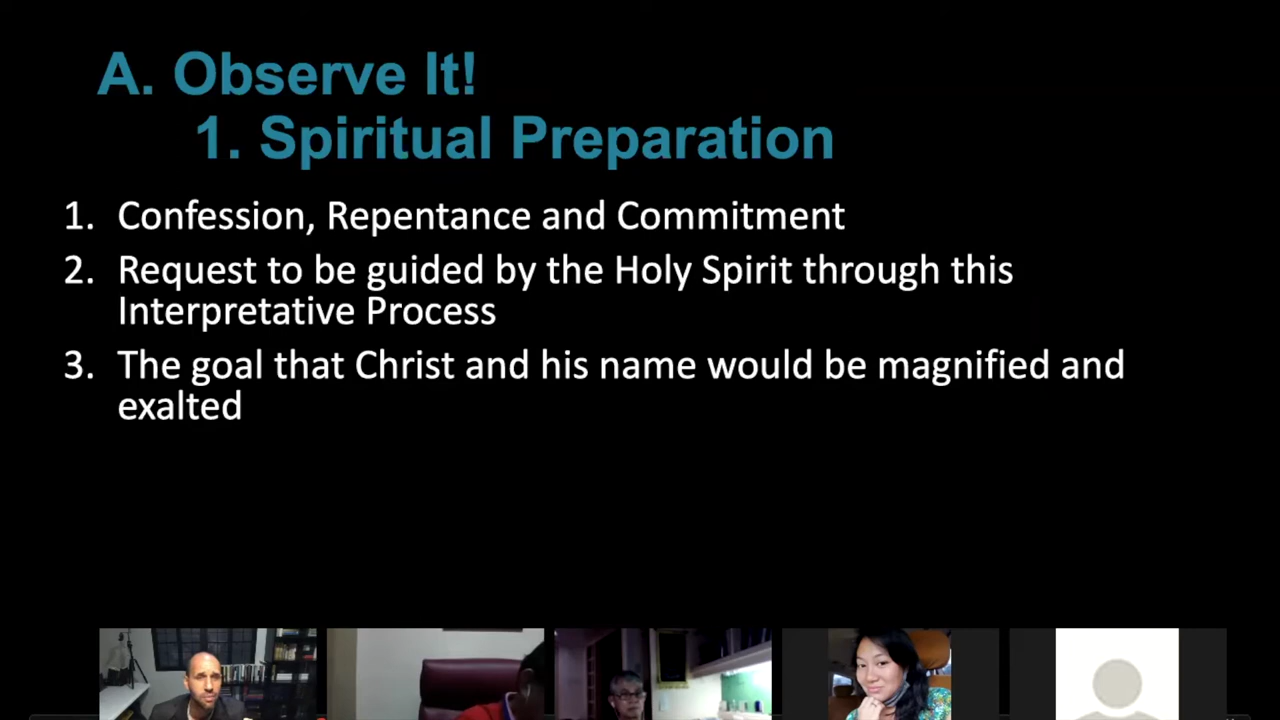 A. Observe It!
1. Spiritual Preparation
1. Confession, Repentance and Commitment
2. Request to be guided by the Holy Spirit through this
Interpretative Process
3. The goal that Christ and his name would be magnified and
exalted